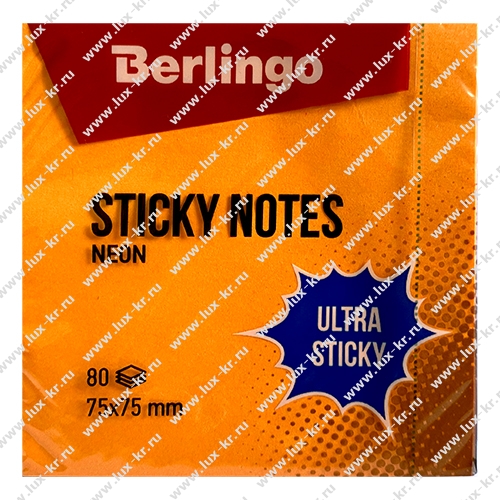 Berlingo
STICKY NOTES
NEON
ULTRA
STICKY
80
75x75 mm
www.lux-kr.ru